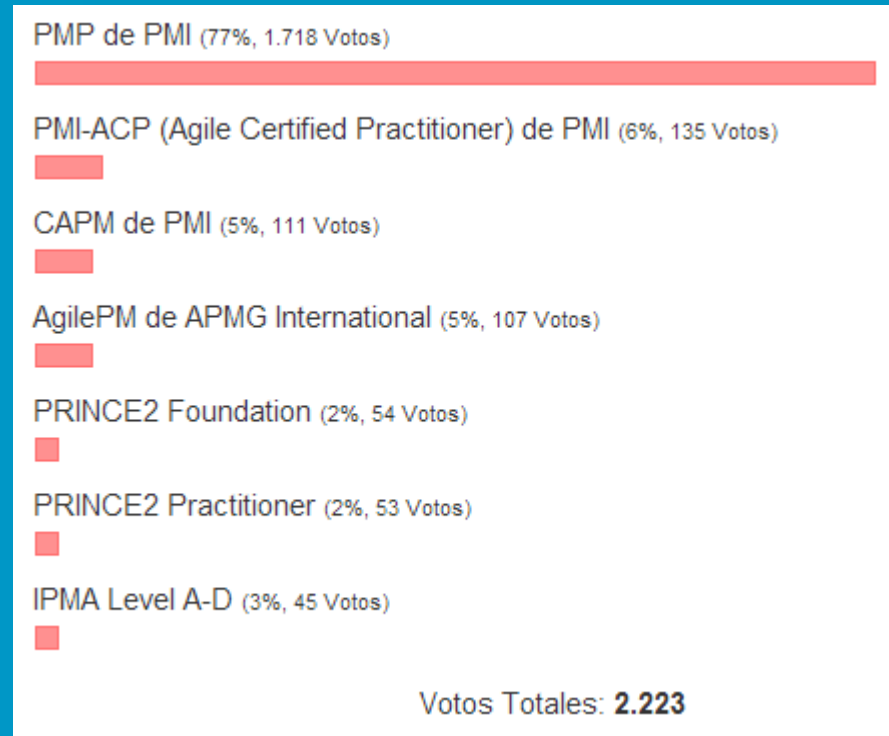 PMP de PMI (77%, 1.718 Votos)
PMI-ACP (Agile Certified Practitioner) de PMI (6%, 135 Votos)
CAPM de PMI (5%, 111 Votos)
AgilePM de APMG International (5%, 107 Votos)
PRINCE2 Foundation (2%, 54 Votos)
PRINCE2 Practitioner (2%, 53 Votos)
IPMA Level A-D (3%, 45 Votos)
Votos Totales: 2.223